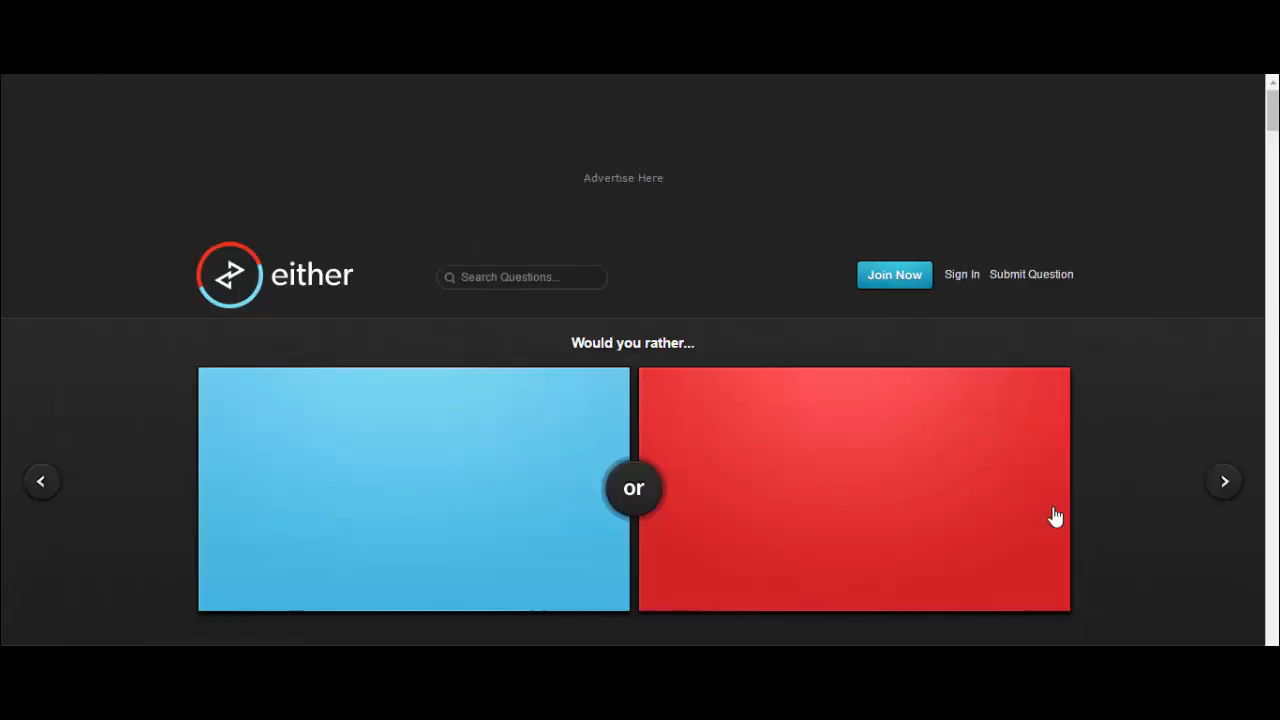 Advertise Here
either
Search Questions...
Join Now
Sign In
Submit Question
Would you rather...
or